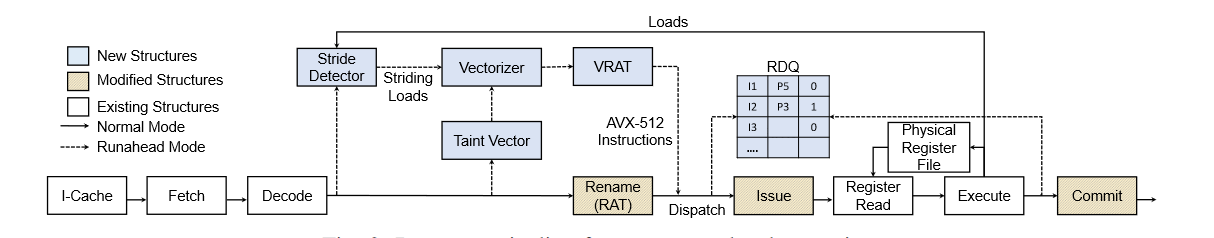 Loads
New Structures
Modified Structures
Existing Structures
Normal Mode
Runahead Mode
Stride
Detector
Striding
Loads
Vectorizer
VRAT
Taint Vector
AVX-512
Instructions
RDQ
I1 P5 0
I2 P3 1
I3 0
....
Physical
Register
File
I-Cache
Fetch
Decode
Rename
(RAT)
Dispatch
Issue
Register
Read
Execute
Commit